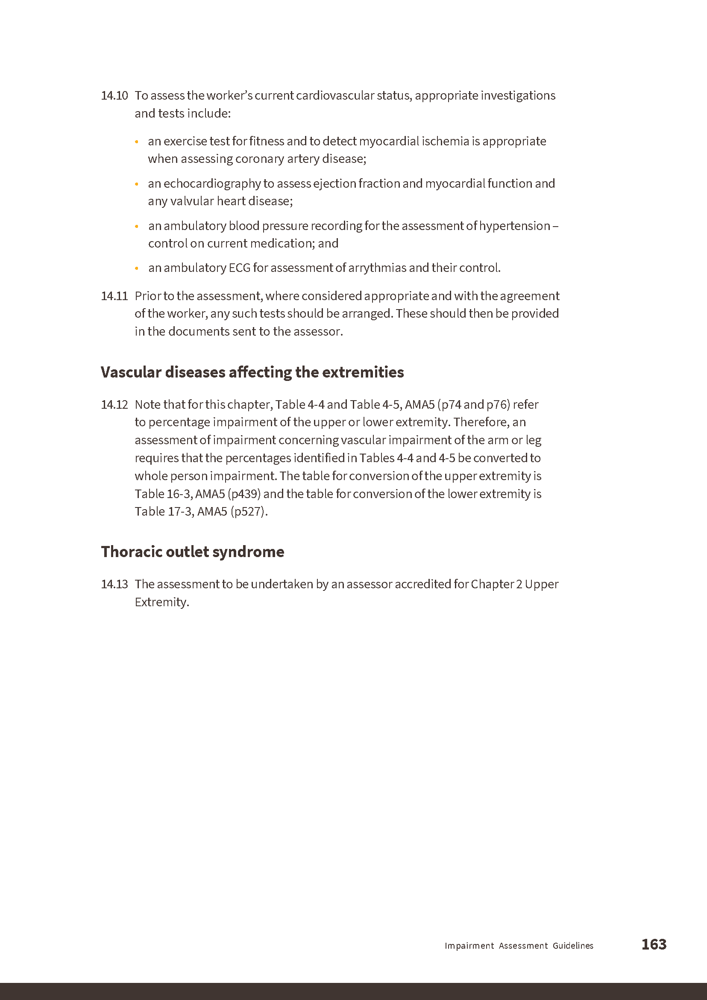 14.10 To assess the worker’s current cardiovascular status, appropriate investigations
and tests include:
• an exercise test for fitness and to detect myocardial ischemia is appropriate
when assessing coronary artery disease;
• an echocardiography to assess ejection fraction and myocardial function and
any valvular heart disease;
• an ambulatory blood pressure recording for the assessment of hypertension –
control on current medication; and
• an ambulatory ECG for assessment of arrythmias and their control.
14.11 Prior to the assessment, where considered appropriate and with the agreement
of the worker, any such tests should be arranged. These should then be provided
in the documents sent to the assessor.
Vascular diseases affecting the extremities
14.12 Note that for this chapter, Table 4-4 and Table 4-5, AMA5 (p74 and p76) refer
to percentage impairment of the upper or lower extremity. Therefore, an
assessment of impairment concerning vascular impairment of the arm or leg
requires that the percentages identified in Tables 4-4 and 4-5 be converted to
whole person impairment. The table for conversion of the upper extremity is
Table 16-3, AMA5 (p439) and the table for conversion of the lower extremity is
Table 17-3, AMA5 (p527).
Thoracic outlet syndrome
14.13 The assessment to be undertaken by an assessor accredited for Chapter 2 Upper
Extremity.
Impairment Assessment Guidelines 163